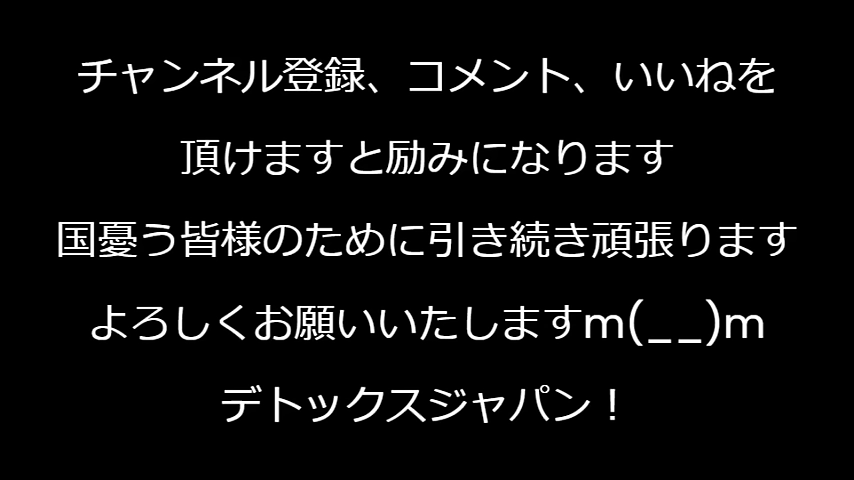 チャンネル登録、コメント、いいねを
頂けますと励みになります
国憂う皆様のために引き続き頑張ります
よろしくお願いいたしますm(__)m
デトックスジャパン！